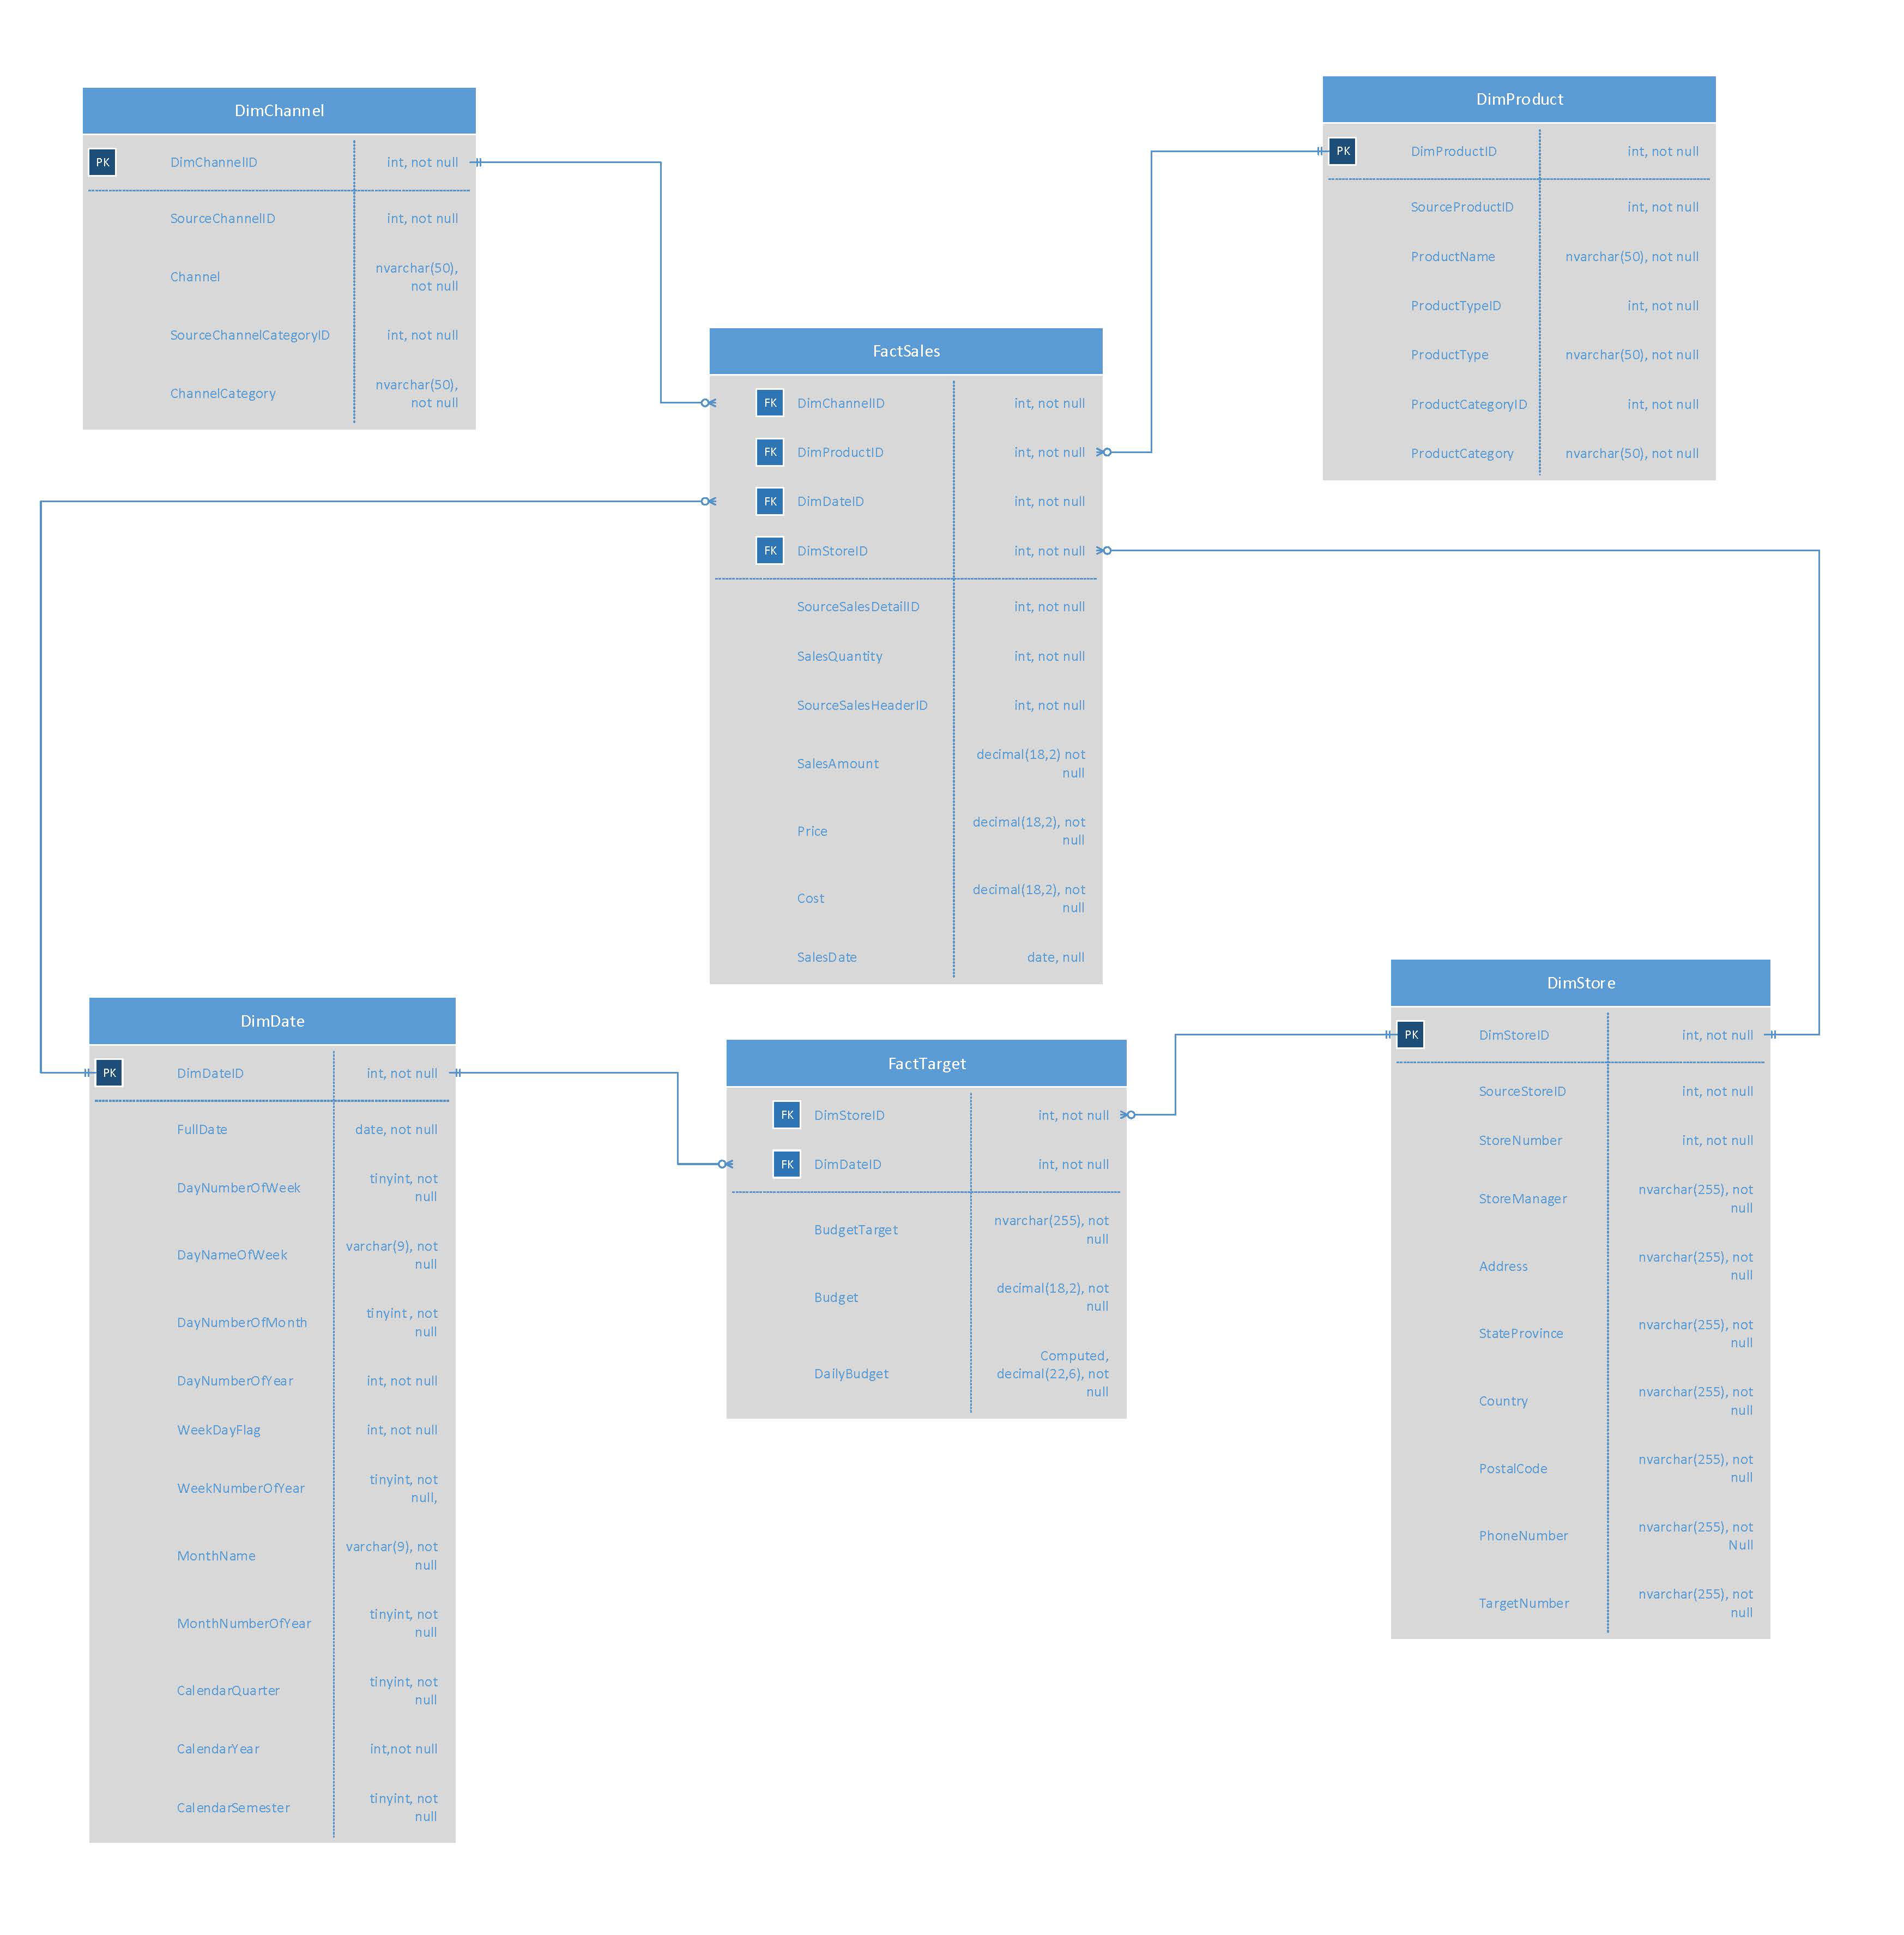 DimChannel
PK DimChannelID int, not null
SourceChannelID int, not null
Channel nvarchar(50),
not null
SourceChannelCategoryID int, not null
ChannelCategory nvarchar(50),
not null
DimProduct
PK DimProductID int, not null
SourceProductID int, not null
ProductName nvarchar(50), not null
ProductTypeID int, not null
ProductType nvarchar(50), not null
ProductCategoryID int, not null
ProductCategory nvarchar(50), not null
FactSales
FK DimChannelID int, not null
FK DimProductID int, not null
FK DimDateID int, not null
FK DimStoreID int, not null
SourceSalesDetailID int, not null
SalesQuantity int, not null
SourceSalesHeaderID int, not null
SalesAmount decimal(18,2) not
null
Price decimal(18,2), not
null
Cost decimal(18,2), not
null
SalesDate date, null
DimDate
PK DimDateID int, not null
FullDate date, not null
DayNumberOfWeek tinyint, not
null
DayNameOfWeek varchar(9), not
null
DayNumberOfMonth tinyint , not
null
DayNumberOfYear int, not null
WeekDayFlag int, not null
WeekNumberOfYear tinyint, not
null,
MonthName varchar(9), not
null
MonthNumberOfYear tinyint, not
null
CalendarQuarter tinyint, not
null
CalendarYear int,not null
CalendarSemester tinyint, not
null
FactTarget
FK DimStoreID int, not null
FK DimDateID int, not null
BudgetTarget nvarchar(255), not
null
Budget decimal(18,2), not
null
DailyBudget Computed,
decimal(22,6), not
null
DimStore
PK DimStoreID int, not null
SourceStoreID int, not null
StoreNumber int, not null
StoreManager nvarchar(255), not
null
Address nvarchar(255), not
null
StateProvince nvarchar(255), not
null
Country nvarchar(255), not
null
PostalCode nvarchar(255), not
null
PhoneNumber nvarchar(255), not
Null
TargetNumber nvarchar(255), not
null